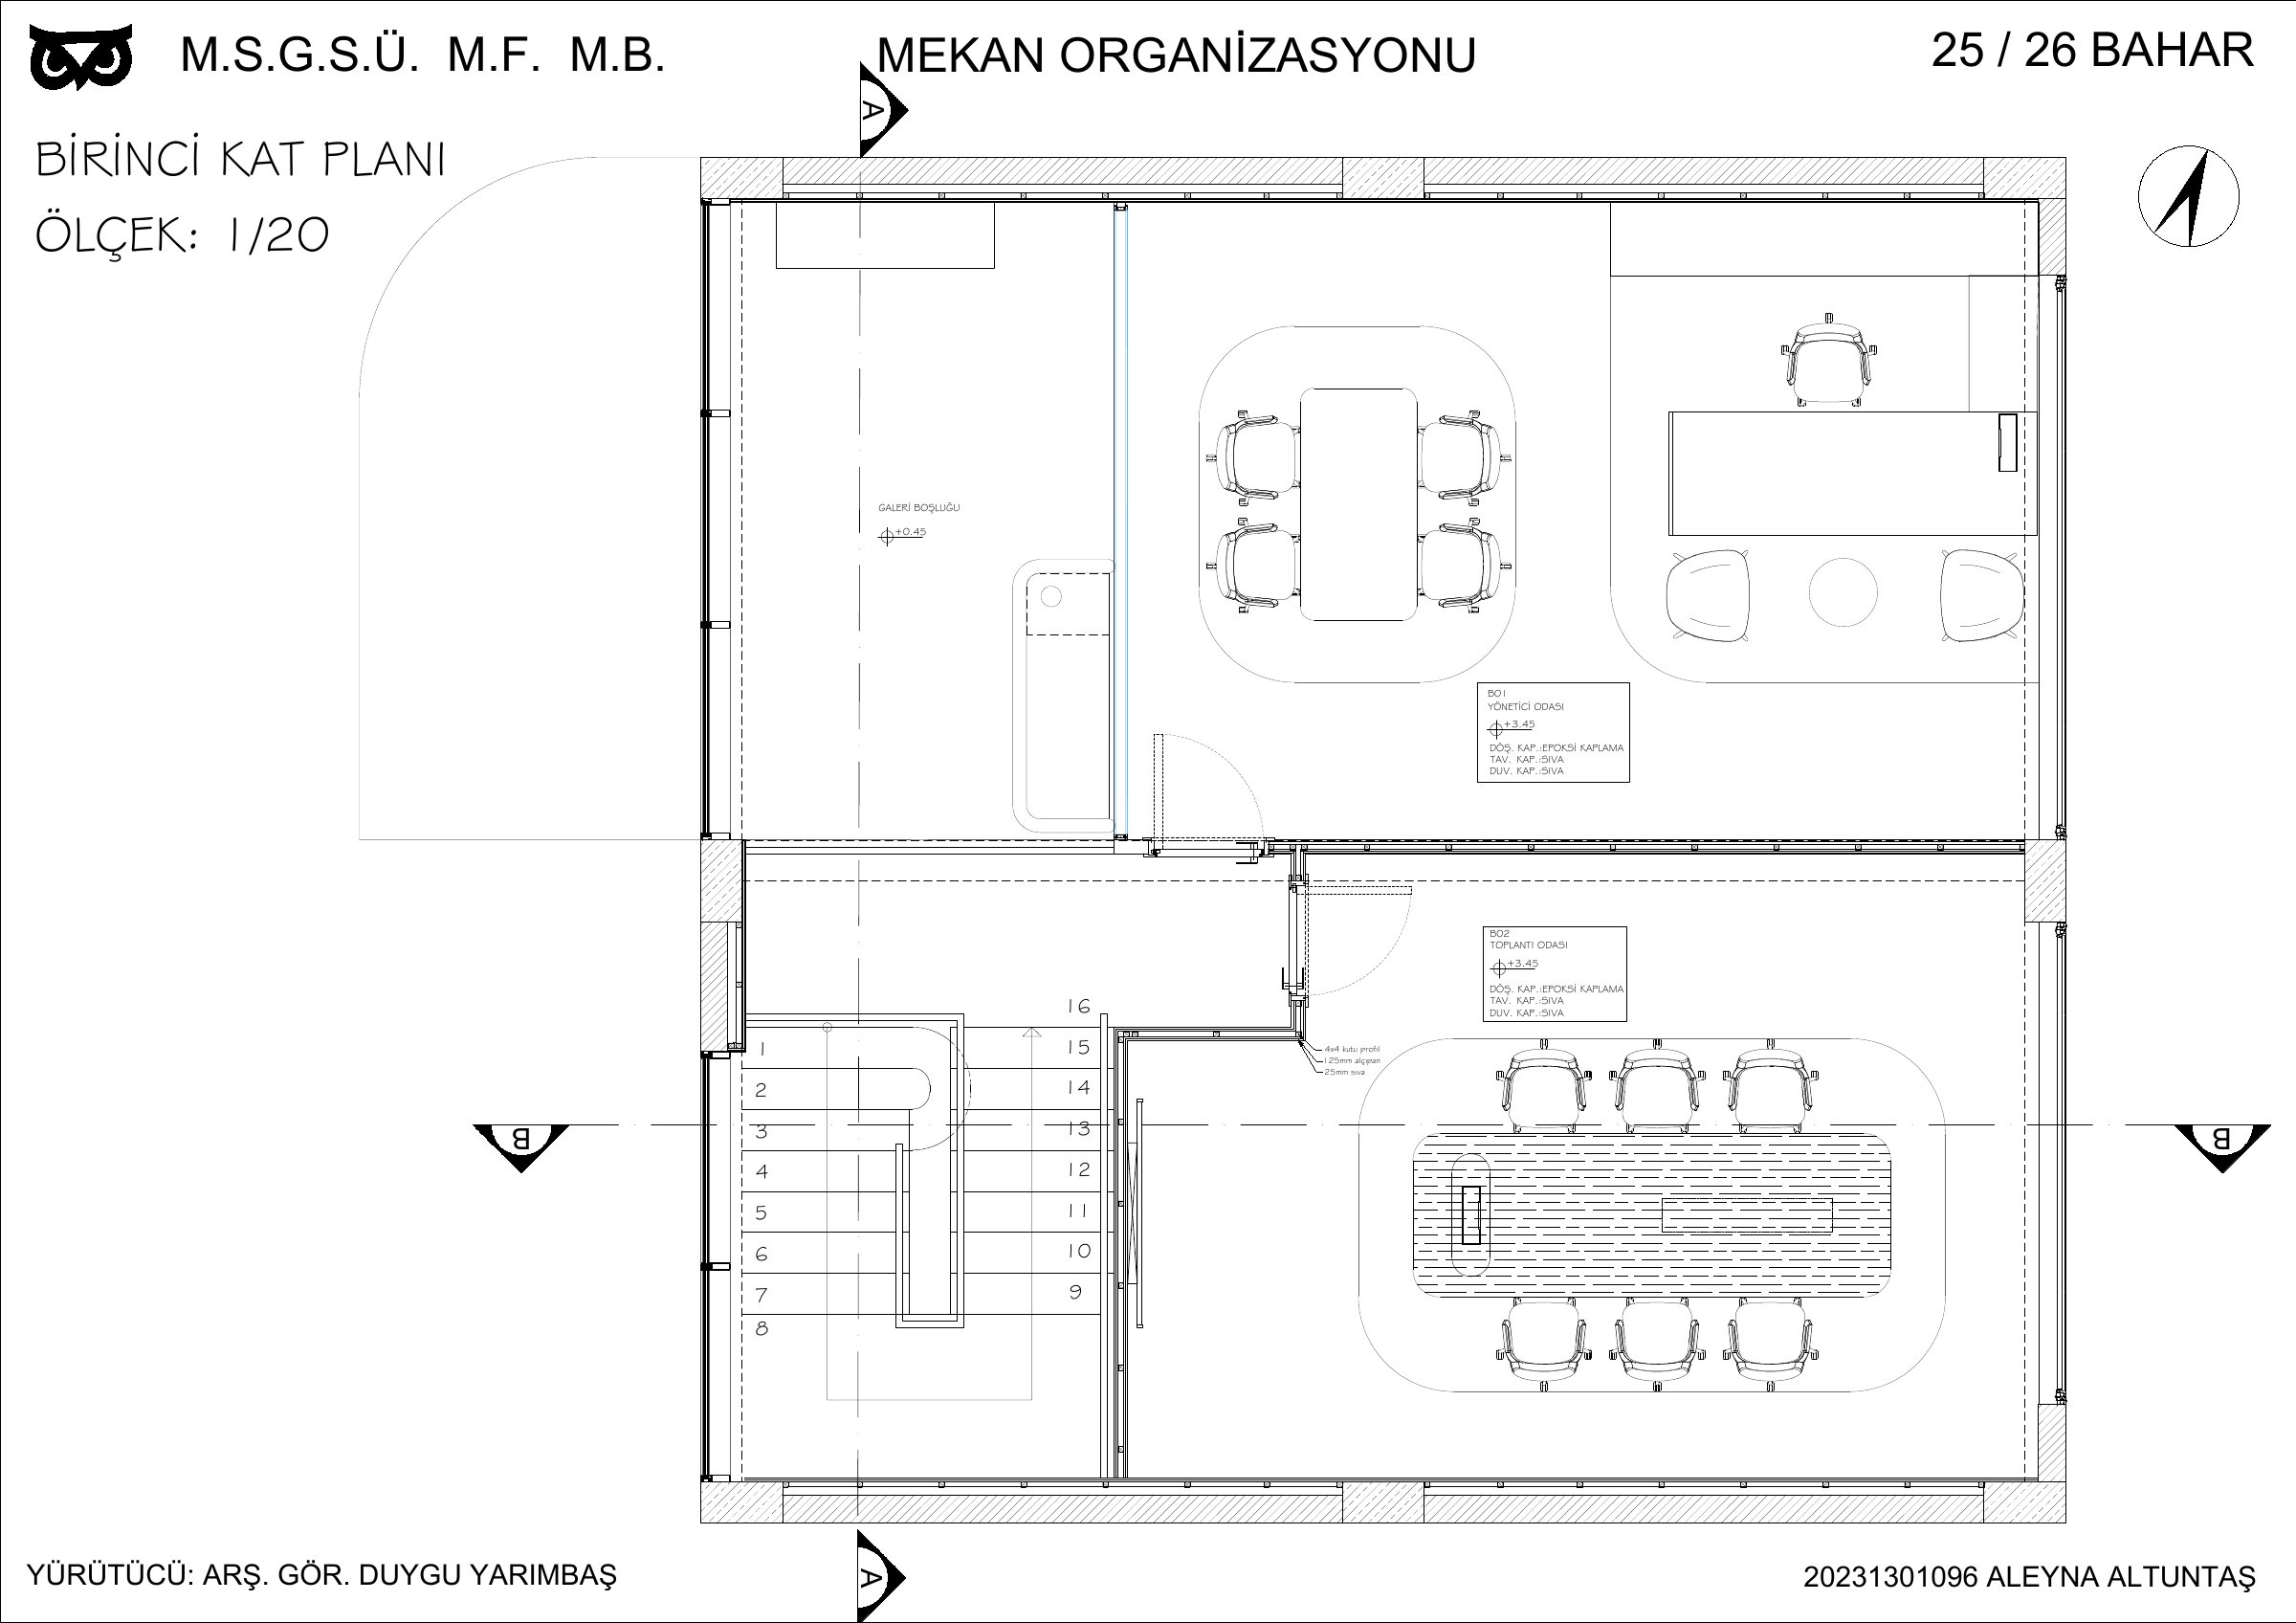 M.S.G.S.Ü. M.F. M.B.
MEKAN ORGANİZASYONU
25 / 26 BAHAR
A
BİRİNCİ KAT PLANI
ÖLÇEK: 1/20
GALERİ BOŞLUĞU
+0.45
B01
YÖNETİCİ ODASI
+3.45
DÖŞ. KAP.:EPOKSİ KAPLAMA
TAV. KAP.:SIVA
DUV. KAP.:SIVA
B02
TOPLANTI ODASI
+3.45
DÖŞ. KAP.:EPOKSİ KAPLAMA
TAV. KAP.:SIVA
DUV. KAP.:SIVA
4x4 kutu profil
125mm alçıpan
25mm sıva
16
1
15
2
14
3
13
4
12
5
11
6
10
7
9
8
B
B
A
YÜRÜTÜCÜ: ARŞ. GÖR. DUYGU YARIMBAŞ
20231301096 ALEYNA ALTUNTAŞ